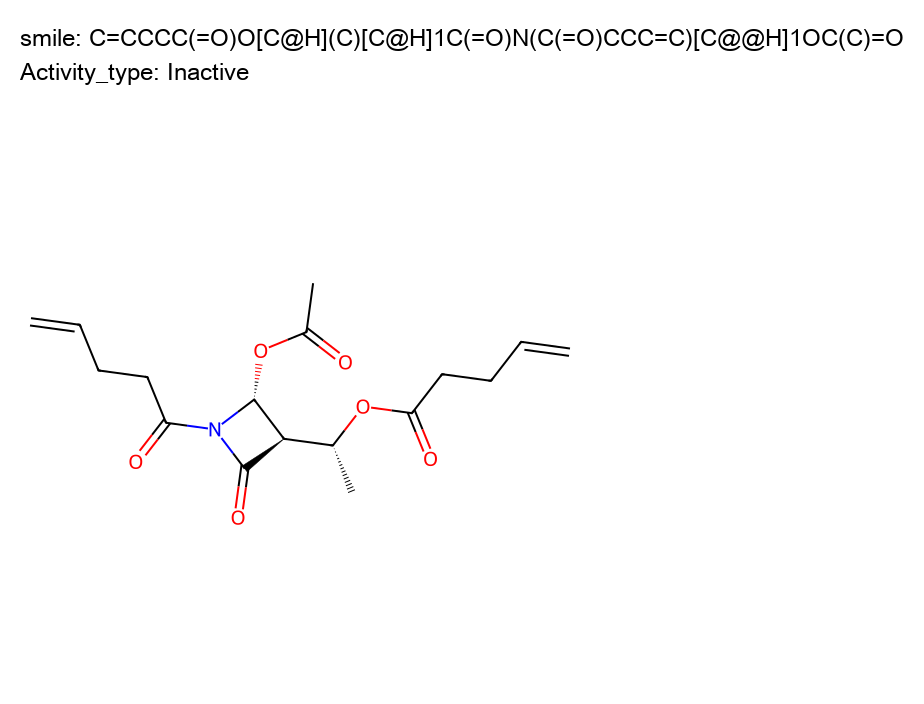 smile: C=CCCC(=O)O[C@H](C)[C@H]1C(=O)N(C(=O)CCC=C)[C@@H]1OC(C)=O
Activity_type: Inactive
O
O
O
N
O
O
O
O